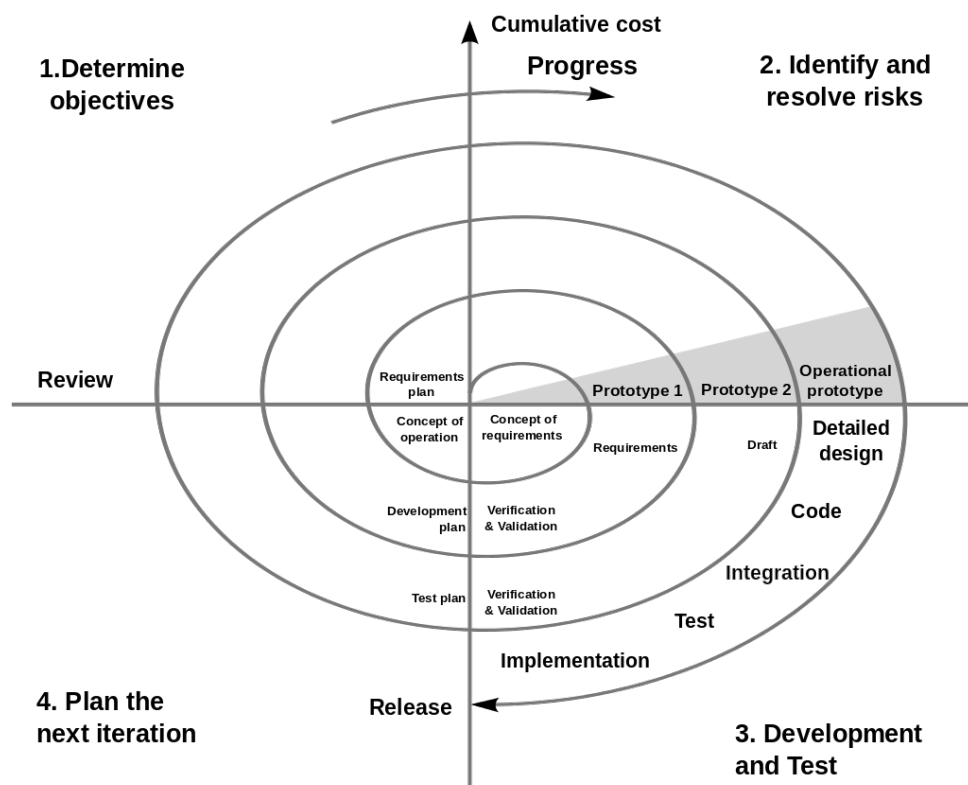 Cumulative cost
Progress
1.Determine
objectives
2. Identify and
resolve risks
Review
Requirements
plan
Prototype 1
Prototype 2
Operational
prototype
Concept of
operation
Concept of
requirements
Requirements
Draft
Detailed
design
Development
plan
Verification
& Validation
Code
Integration
Test plan
Verification
& Validation
Test
Implementation
Release
4. Plan the
next iteration
3. Development
and Test